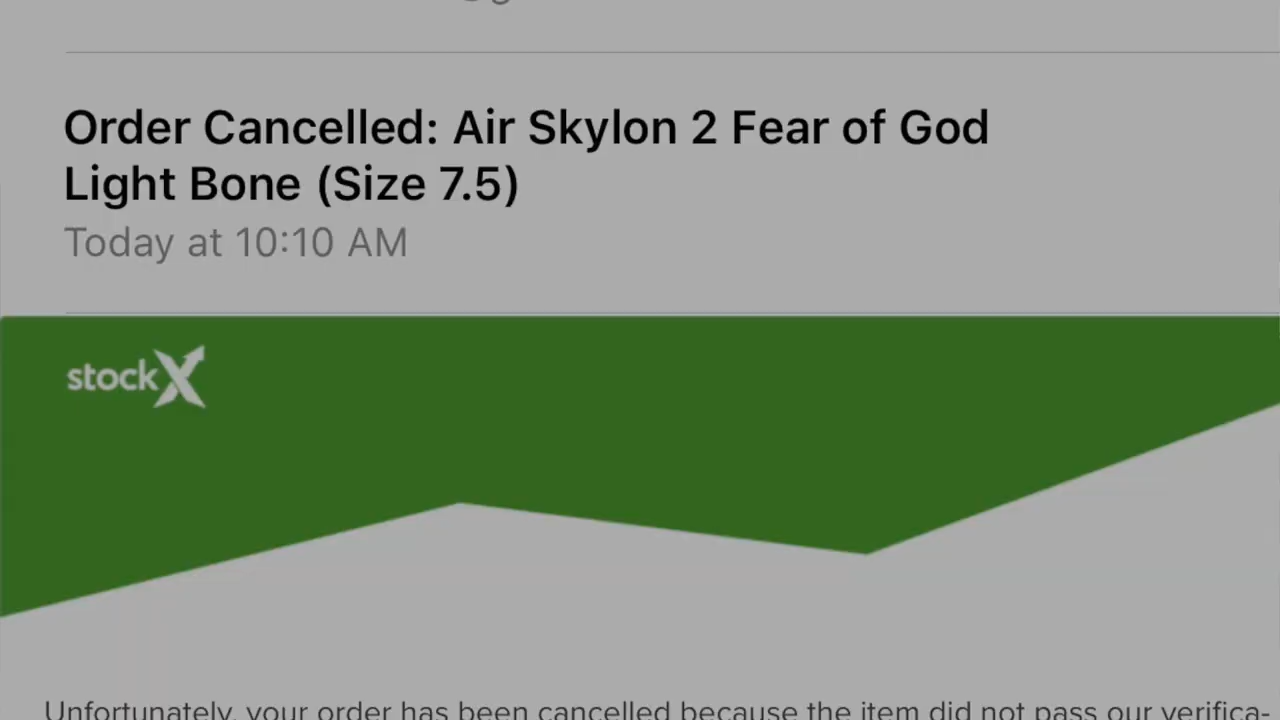 Order Cancelled: Air Skylon 2 Fear of God
Light Bone (Size 7.5)
Today at 10:10 AM
stockX
Unfortunately, your order has been cancelled because the item did not pass our verifica-